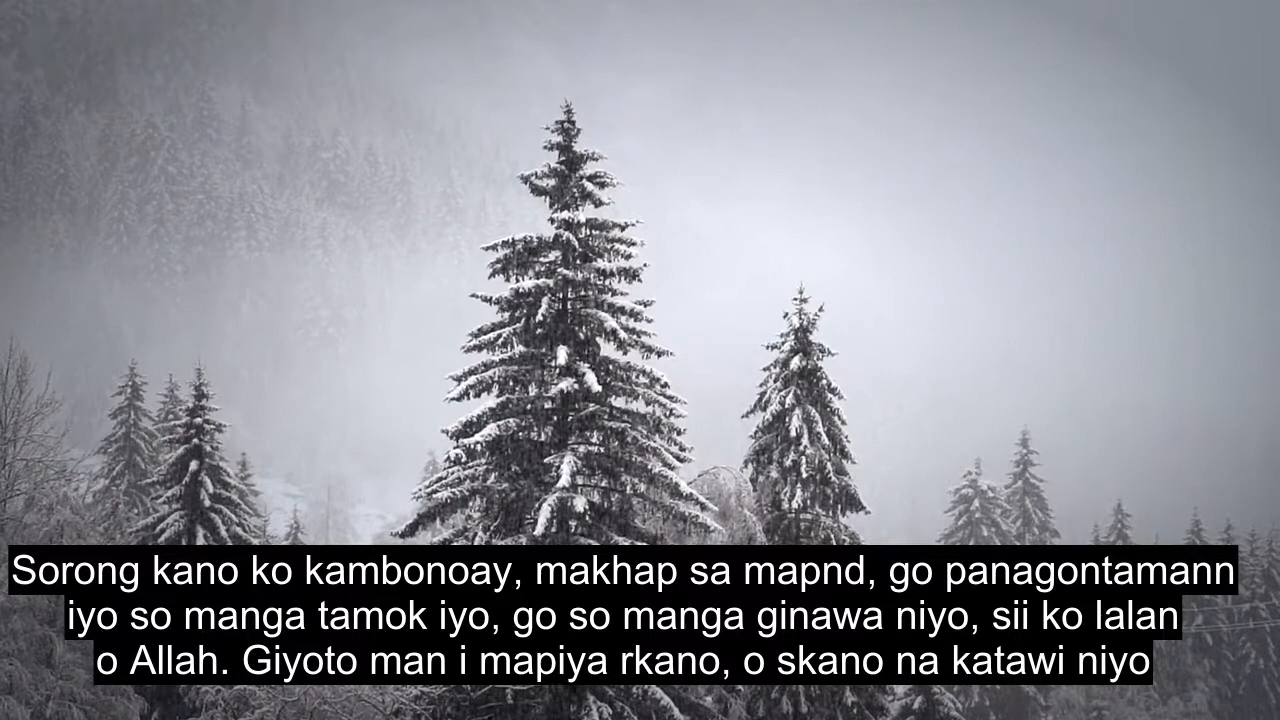 Sorong kano ko kambonoay, makhap sa mapnd, go panagontamann
iyo so manga tamok iyo, go so manga ginawa niyo, sii ko lalan
o Allah. Giyoto man i mapiya rkano, o skano na katawi niyo